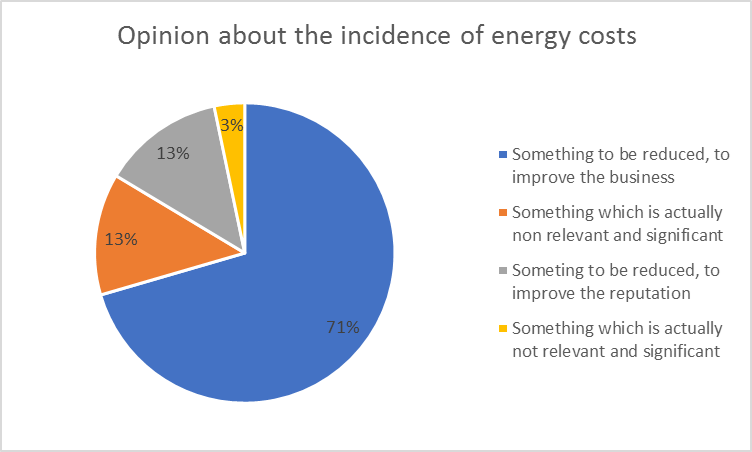 Opinion about the incidence of energy costs
3%
13%
13%
71%
Something to be reduced, to
improve the business
Something which is actually
non relevant and significant
Someting to be reduced, to
improve the reputation
Something which is actually
not relevant and significant